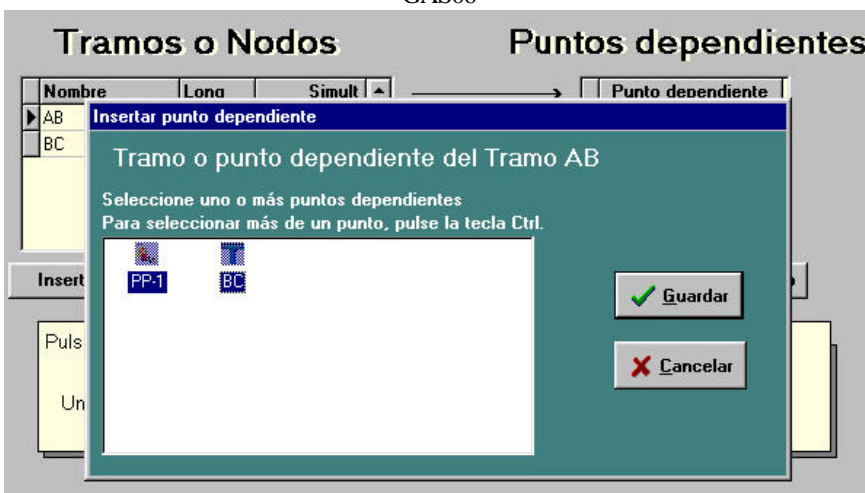 GAS06
Tramos o Nodos Puntos dependientes
Nombre Long Simult Punto dependiente
AB
BC
Insertar punto dependiente
Tramo o punto dependiente del Tramo AB
Seleccione uno o más puntos dependientes
Para seleccionar más de un punto, pulse la tecla Ctrl.
PP-1 BC
Insert
Guardar
Puls
Cancelar
Un